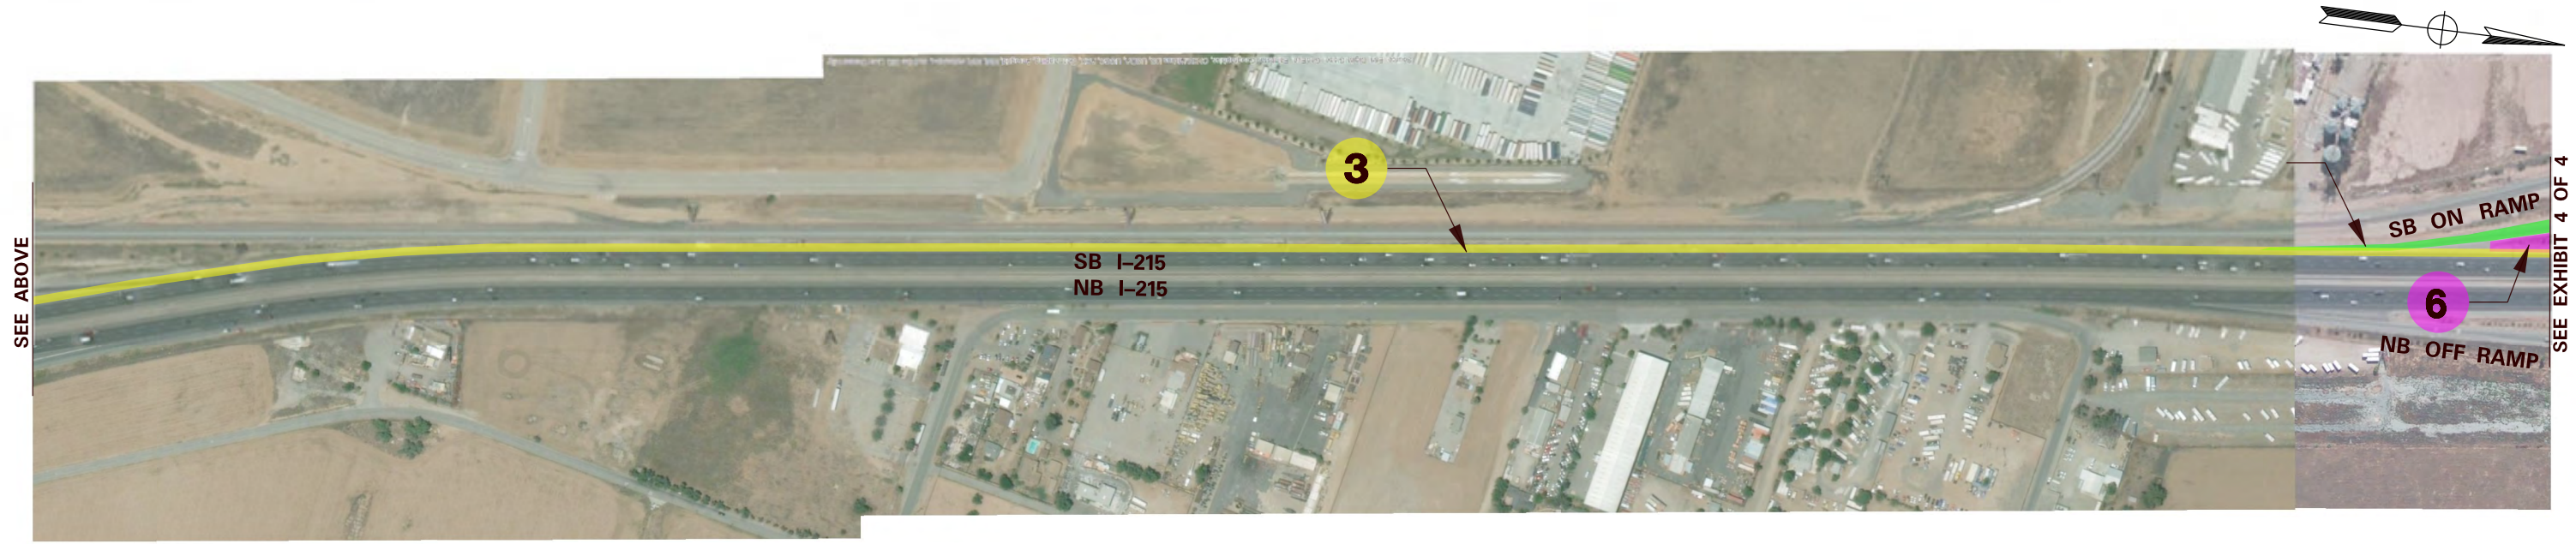 3
SB ON RAMP
SB I–215
NB I–215
6
NB OFF RAMP
SEE ABOVE
SEE EXHIBIT 4 OF 4